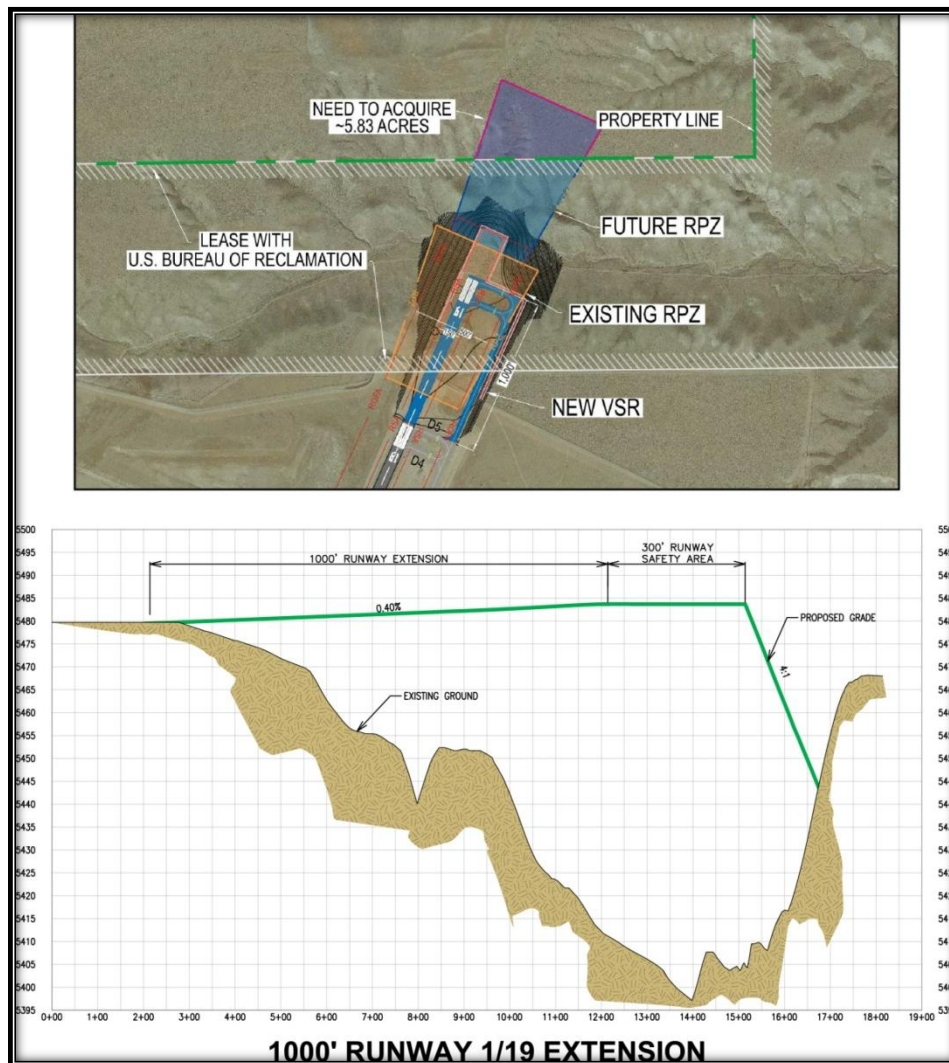 NEED TO ACQUIRE
~5.83 ACRES
PROPERTY LINE
FUTURE RPZ
LEASE WITH
U.S. BUREAU OF RECLAMATION
EXISTING RPZ
1,000'
NEW VSR
D5
D4
5500
5495
5490
5485
5480
5475
5470
5465
5460
5455
5450
5445
5440
5435
5430
5425
5420
5415
5410
5405
5400
5395
1000' RUNWAY EXTENSION
300' RUNWAY
SAFETY AREA
0.40%
PROPOSED GRADE
4:1
EXISTING GROUND
0+00 1+00 2+00 3+00 4+00 5+00 6+00 7+00 8+00 9+00 10+00 11+00 12+00 13+00 14+00 15+00 16+00 17+00 18+00 19+00
1000' RUNWAY 1/19 EXTENSION